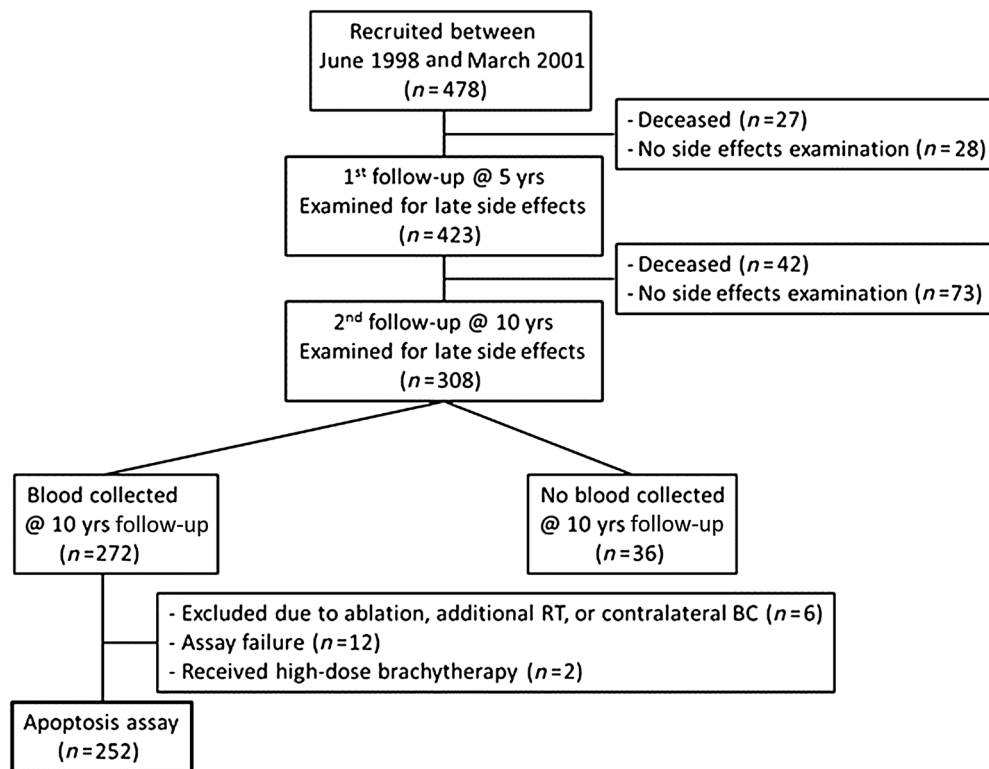 Recruited between
June 1998 and March 2001
(n=478)
- Deceased (n=27)
- No side effects examination (n=28)
1st follow-up @ 5 yrs
Examined for late side effects
(n=423)
- Deceased (n=42)
- No side effects examination (n=73)
2nd follow-up @ 10 yrs
Examined for late side effects
(n=308)
Blood collected
@ 10 yrs follow-up
(n=272)
No blood collected
@ 10 yrs follow-up
(n=36)
- Excluded due to ablation, additional RT, or contralateral BC (n=6)
- Assay failure (n=12)
- Received high-dose brachytherapy (n=2)
Apoptosis assay
(n=252)